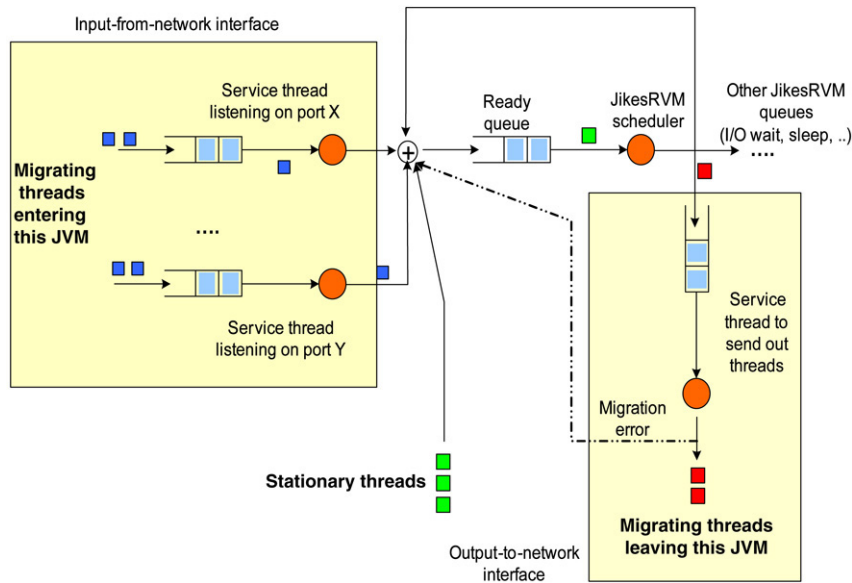 Input-from-network interface
Service thread
listening on port X
Ready
queue
JikesRVM
scheduler
Other JikesRVM
queues
(I/O wait, sleep, ..)
....
Migrating
threads
entering
this JVM
+
....
Service thread
listening on port Y
Service
thread to
send out
threads
Migration
error
Stationary threads
Migrating threads
leaving this JVM
Output-to-network
interface